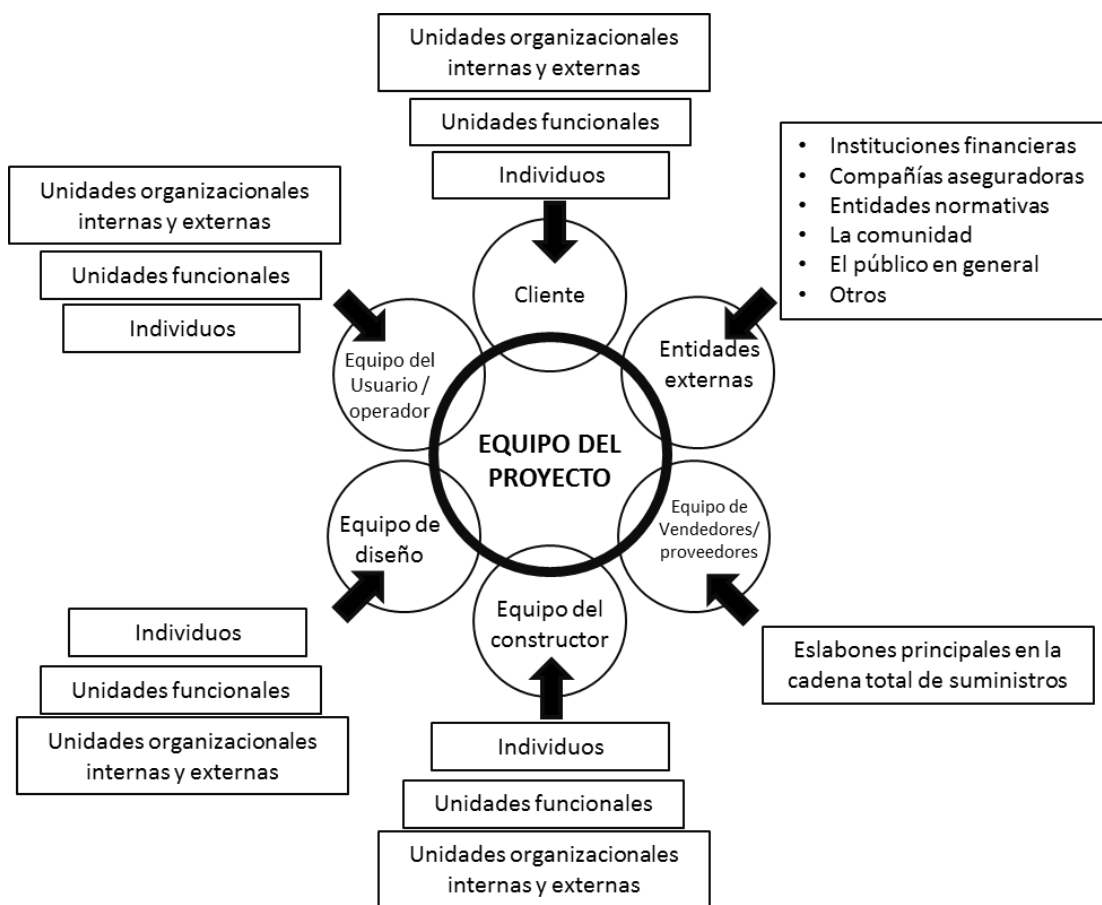 Unidades organizacionales
internas y externas
Unidades funcionales
Individuos
Cliente
• Instituciones financieras
• Compañías aseguradoras
• Entidades normativas
• La comunidad
• El público en general
• Otros
Entidades
externas
Unidades organizacionales
internas y externas
Unidades funcionales
Individuos
Equipo del
Usuario /
operador
EQUIPO DEL
PROYECTO
Equipo de
diseño
Individuos
Unidades funcionales
Unidades organizacionales
internas y externas
Equipo del
constructor
Individuos
Unidades funcionales
Unidades organizacionales
internas y externas
Equipo de
Vendedores/
proveedores
Eslabones principales en la
cadena total de suministros